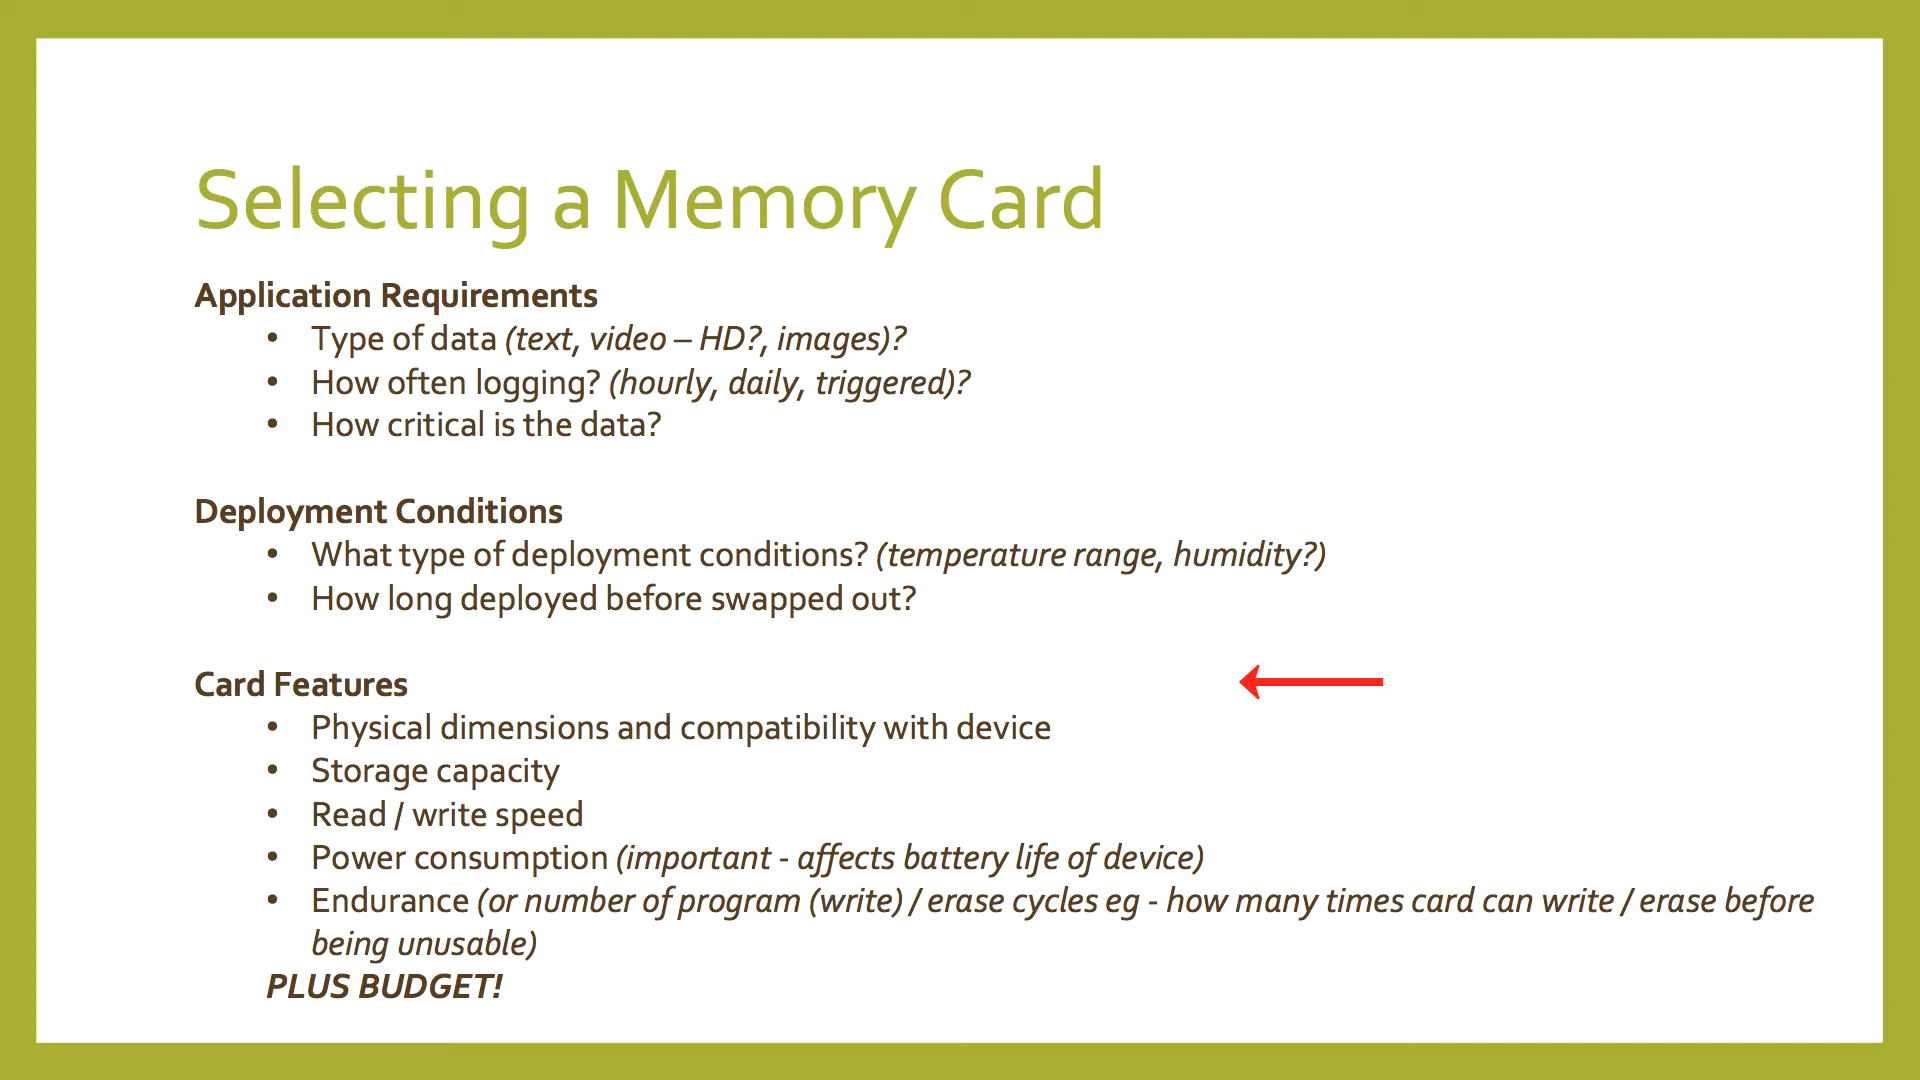 Selecting a Memory Card
Application Requirements
• Type of data (text, video – HD?, images)?
• How often logging? (hourly, daily, triggered)?
• How critical is the data?
Deployment Conditions
• What type of deployment conditions? (temperature range, humidity?)
• How long deployed before swapped out?
Card Features
• Physical dimensions and compatibility with device
• Storage capacity
• Read / write speed
• Power consumption (important - affects battery life of device)
• Endurance (or number of program (write) / erase cycles eg - how many times card can write / erase before
being unusable)
PLUS BUDGET!